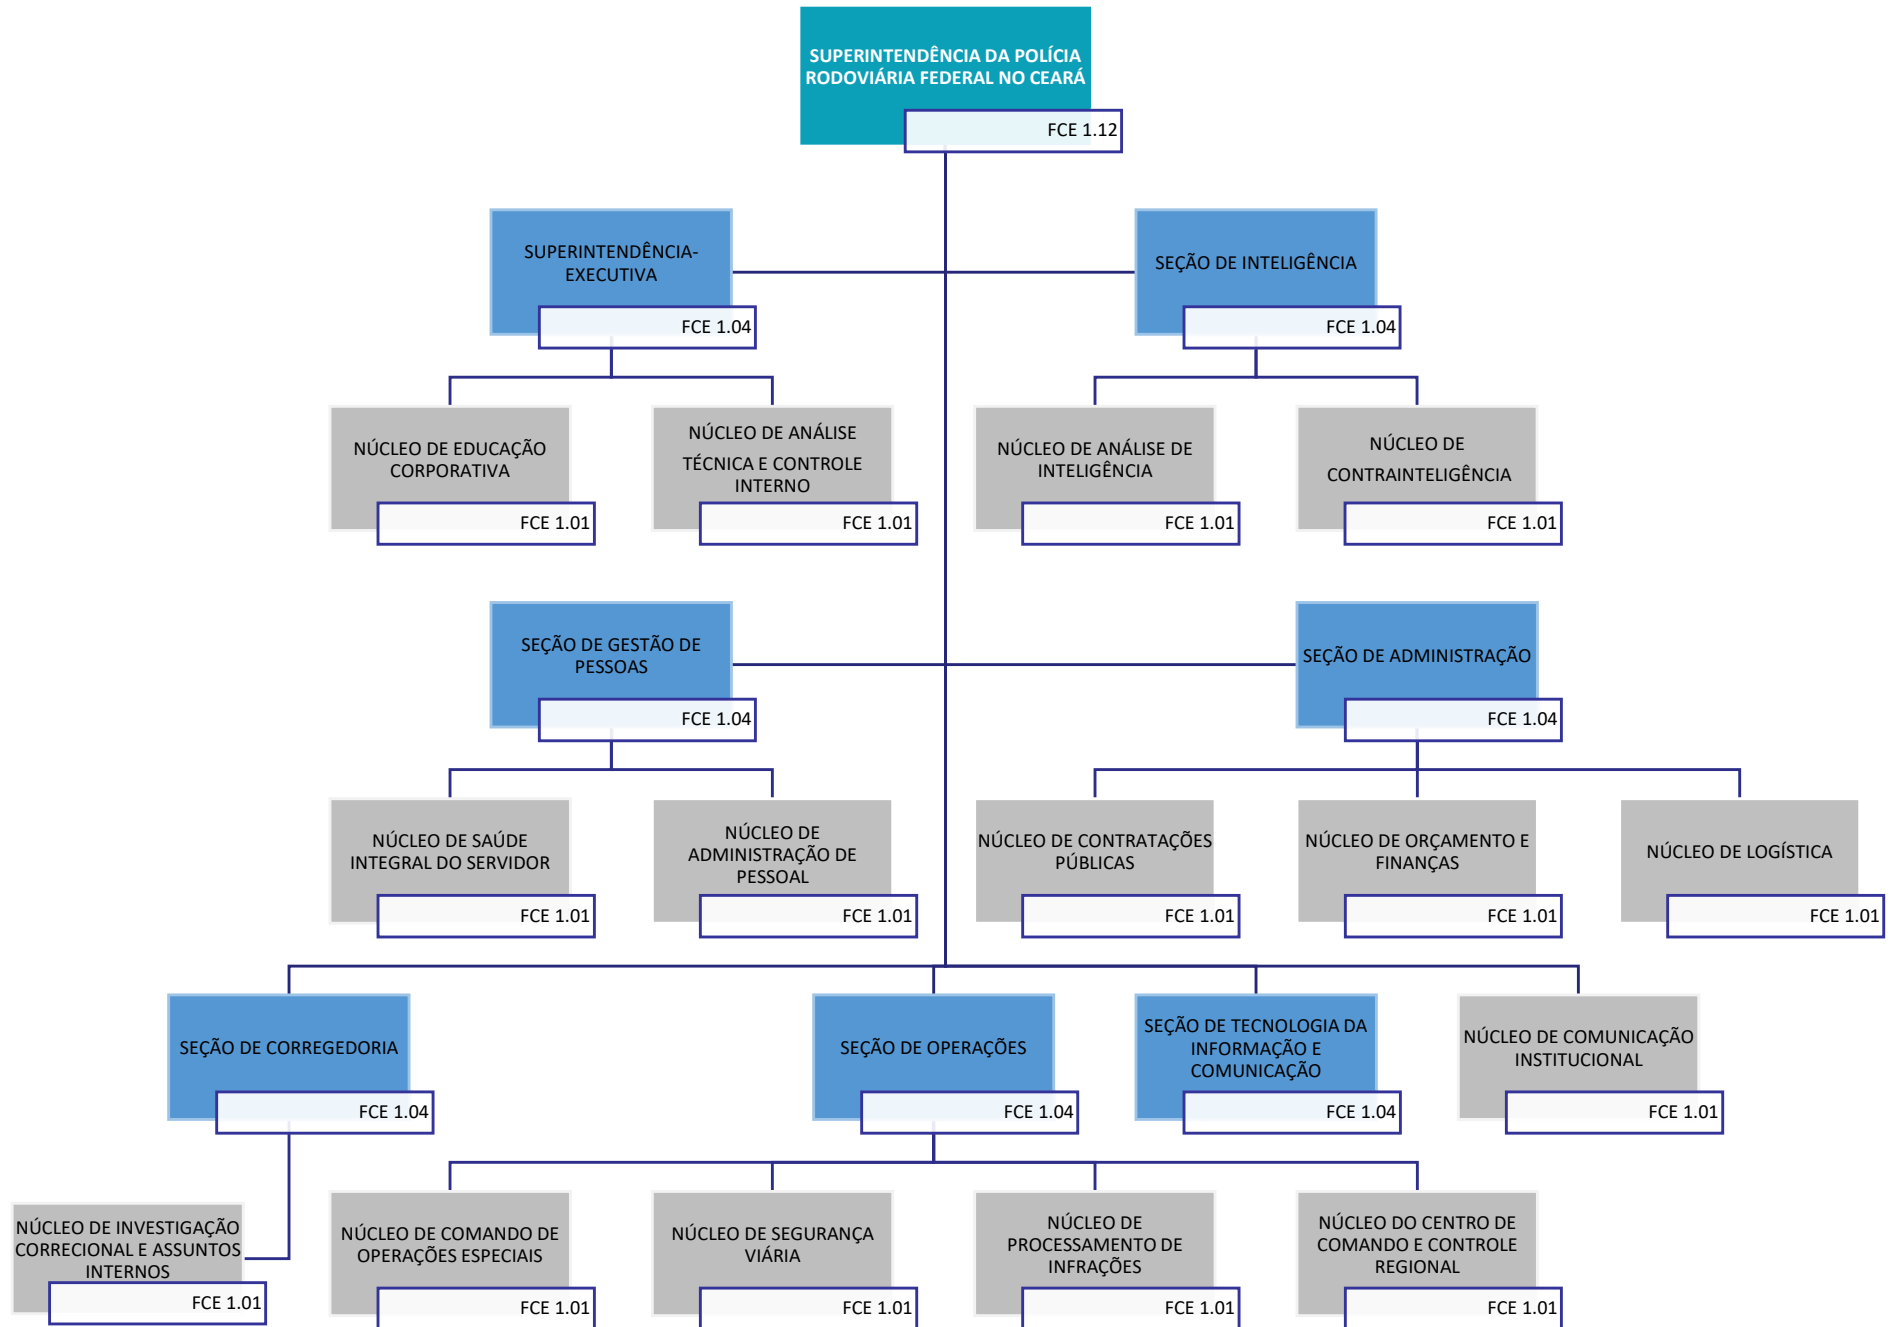 SUPERINTENDÊNCIA DA POLÍCIA
RODOVIÁRIA FEDERAL NO CEARÁ
FCE 1.12
SUPERINTENDÊNCIA-
EXECUTIVA
FCE 1.04
SEÇÃO DE INTELIGÊNCIA
FCE 1.04
NÚCLEO DE EDUCAÇÃO
CORPORATIVA
FCE 1.01
NÚCLEO DE ANÁLISE
TÉCNICA E CONTROLE
INTERNO
FCE 1.01
NÚCLEO DE ANÁLISE DE
INTELIGÊNCIA
FCE 1.01
NÚCLEO DE
CONTRAINTELIGÊNCIA
FCE 1.01
SEÇÃO DE GESTÃO DE
PESSOAS
FCE 1.04
SEÇÃO DE ADMINISTRAÇÃO
FCE 1.04
NÚCLEO DE SAÚDE
INTEGRAL DO SERVIDOR
FCE 1.01
NÚCLEO DE
ADMINISTRAÇÃO DE
PESSOAL
FCE 1.01
NÚCLEO DE CONTRATAÇÕES
PÚBLICAS
FCE 1.01
NÚCLEO DE ORÇAMENTO E
FINANÇAS
FCE 1.01
NÚCLEO DE LOGÍSTICA
FCE 1.01
SEÇÃO DE CORREGEDORIA
FCE 1.04
SEÇÃO DE OPERAÇÕES
FCE 1.04
SEÇÃO DE TECNOLOGIA DA
INFORMAÇÃO E
COMUNICAÇÃO
FCE 1.04
NÚCLEO DE COMUNICAÇÃO
INSTITUCIONAL
FCE 1.01
NÚCLEO DE INVESTIGAÇÃO
CORRECIONAL E ASSUNTOS
INTERNOS
FCE 1.01
NÚCLEO DE COMANDO DE
OPERAÇÕES ESPECIAIS
FCE 1.01
NÚCLEO DE SEGURANÇA
VIÁRIA
FCE 1.01
NÚCLEO DE
PROCESSAMENTO DE
INFRAÇÕES
FCE 1.01
NÚCLEO DO CENTRO DE
COMANDO E CONTROLE
REGIONAL
FCE 1.01